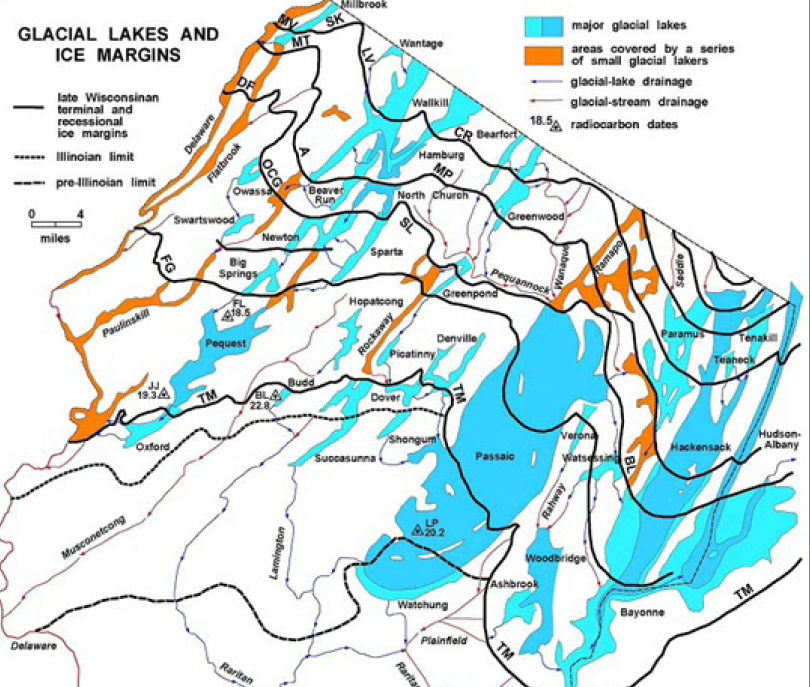 GLACIAL LAKES AND
ICE MARGINS
late Wisconsinan
terminal and
recessional
ice margins
Illinoian limit
pre-Illinoian limit
0 4
miles
major glacial lakes
areas covered by a series
of small glacial lakers
glacial-lake drainage
glacial-stream drainage
18.5 radiocarbon dates
Millbrook
MV
SK
MT
LV
Wantage
DF
Delaware
Flatbrook
A
OCG
Wallkill
CR
Bearfort
Hamburg
MP
Owassa
Beaver
Run
North Church
SL
Greenwood
Swartswood
Newton
FG
Big
Springs
Sparta
Pequannock
Wanaque
Ramapo
Saddle
Greenpond
FL
18.5
Hopatcong
Paulinskill
Rockaway
Pequest
Picatinny
Denville
Paramus
Tenakill
Teaneck
JJ
19.3
TM
BL
22.8
Budd
Dover
TM
Oxford
Shongum
Succasunna
Passaic
Verona
Watsessing
BL
Hackensack
Hudson-
Albany
Musconetcong
Lamington
LP
20.2
Rahway
Woodbridge
Ashbrook
Watchung
Bayonne
TM
Plainfield
TM
Delaware
Raritan
Rarita